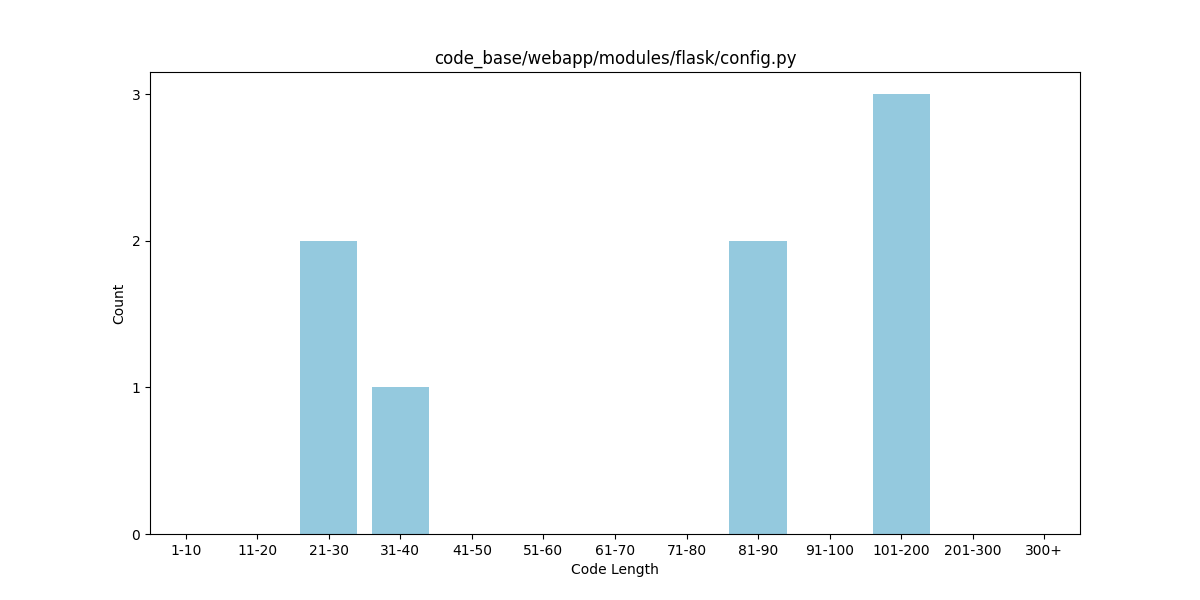 code_base/webapp/modules/flask/config.py
3
2
1
0
Count
1-10 11-20 21-30 31-40 41-50 51-60 61-70 71-80 81-90 91-100 101-200 201-300 300+
Code Length